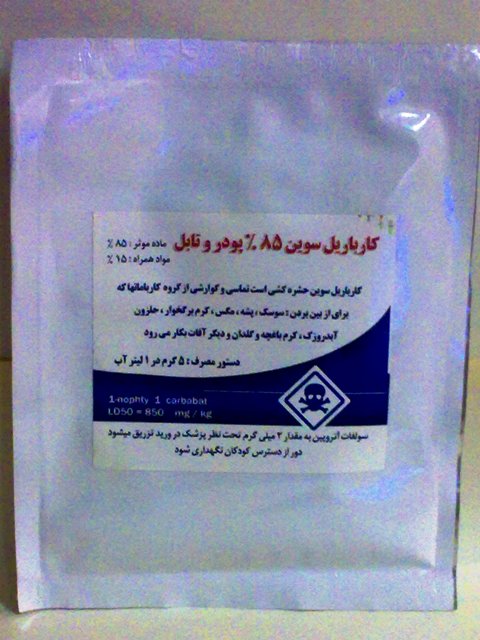 کارباریل سوین ۸۵ ٪ پودر و تابل
ماده موثر : ۸۵ ٪
مواد همراه : ۱۵ ٪
کارباریل سوین حشره کشی است تماسی و گوارشی از گروه کارباماتها که
برای از بین بردن : سوسک ، پشه ، مگس ، کرم برگخوار ، حلزون
آبدزدک ، کرم باغچه و گلدان و دیگر آفات بکار می رود
دستور مصرف : ۵ گرم در ۱ لیتر آب
1-nophty 1 carbobat
LD50 = 850 mg / kg
سولفات آتروپین به مقدار ۲ میلی گرم تحت نظر پزشک در ورید تزریق میشود
دور از دسترس کودکان نگهداری شود